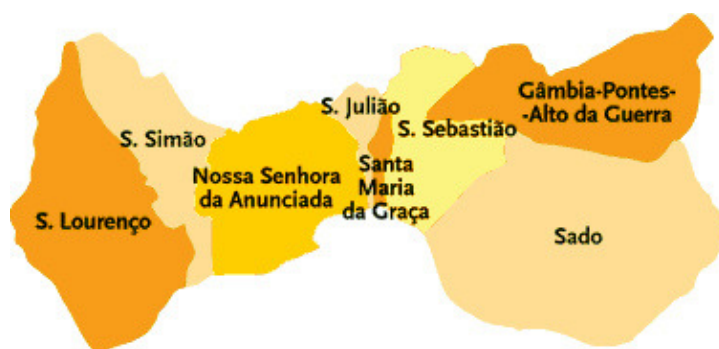 S. Lourenço
S. Simão
Nossa Senhora
da Anunciada
S. Julião
Santa
Maria
da Graça
S. Sebastião
Gâmbia-Pontes-
-Alto da Guerra
Sado